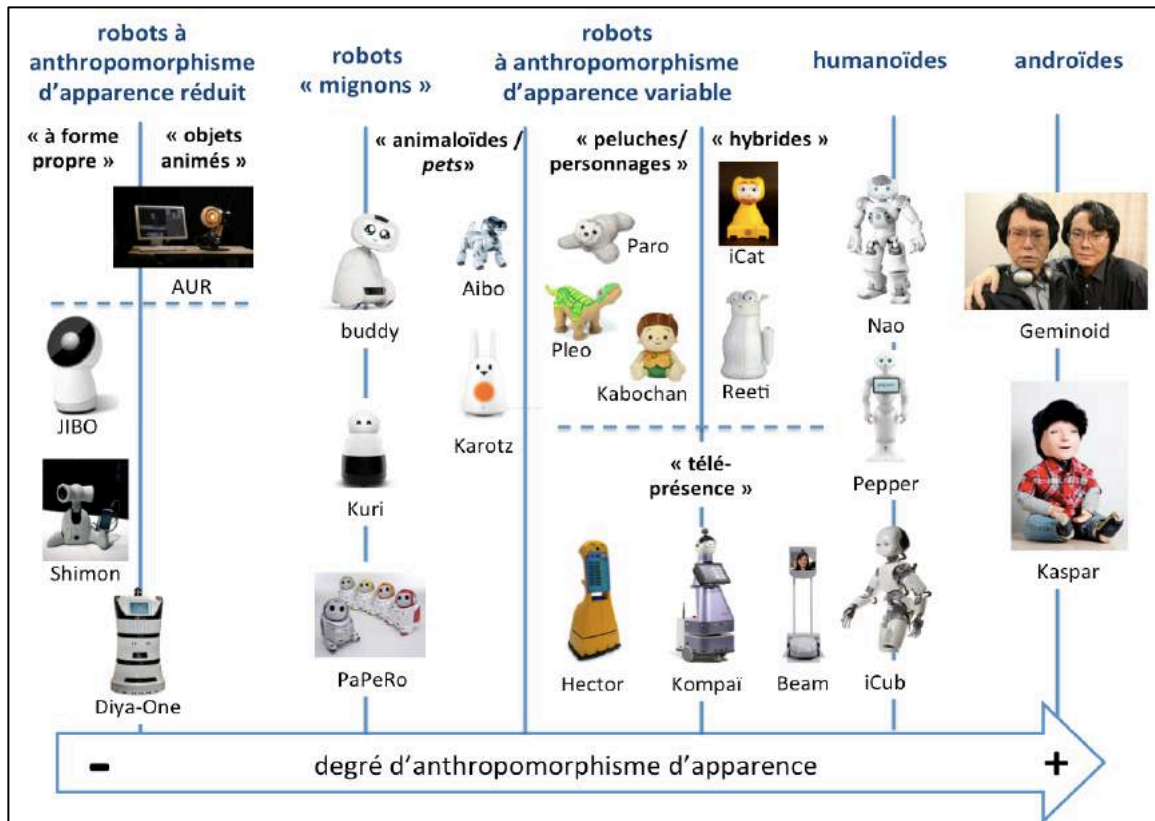 robots à
anthropomorphisme
d'apparence réduit
robots
« mignons »
robots
à anthropomorphisme
d'apparence variable
humanoïdes
androïdes
« à forme
propre »
« objets
animés »
« animaloïdes /
pets»
« peluches/
personnages »
« hybrides »
AUR
JIBO
Shimon
Diya-One
buddy
Kuri
PaPeRo
Aibo
Karotz
Paro
Pleo
Kabochan
iCat
Reeti
« télé-
présence »
Hector
Kompaï
Beam
Nao
Pepper
iCub
Geminoid
Kaspar
-
degré d'anthropomorphisme d'apparence
+